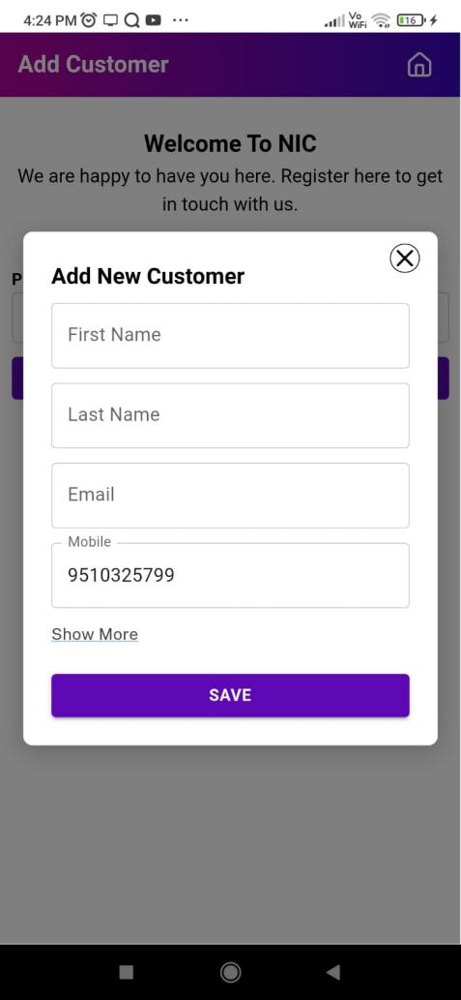 4:24 PM
Vo
WiFi
16
Add Customer
Welcome To NIC
We are happy to have you here. Register here to get
in touch with us.
P
Add New Customer
First Name
Last Name
Email
Mobile
9510325799
Show More
SAVE